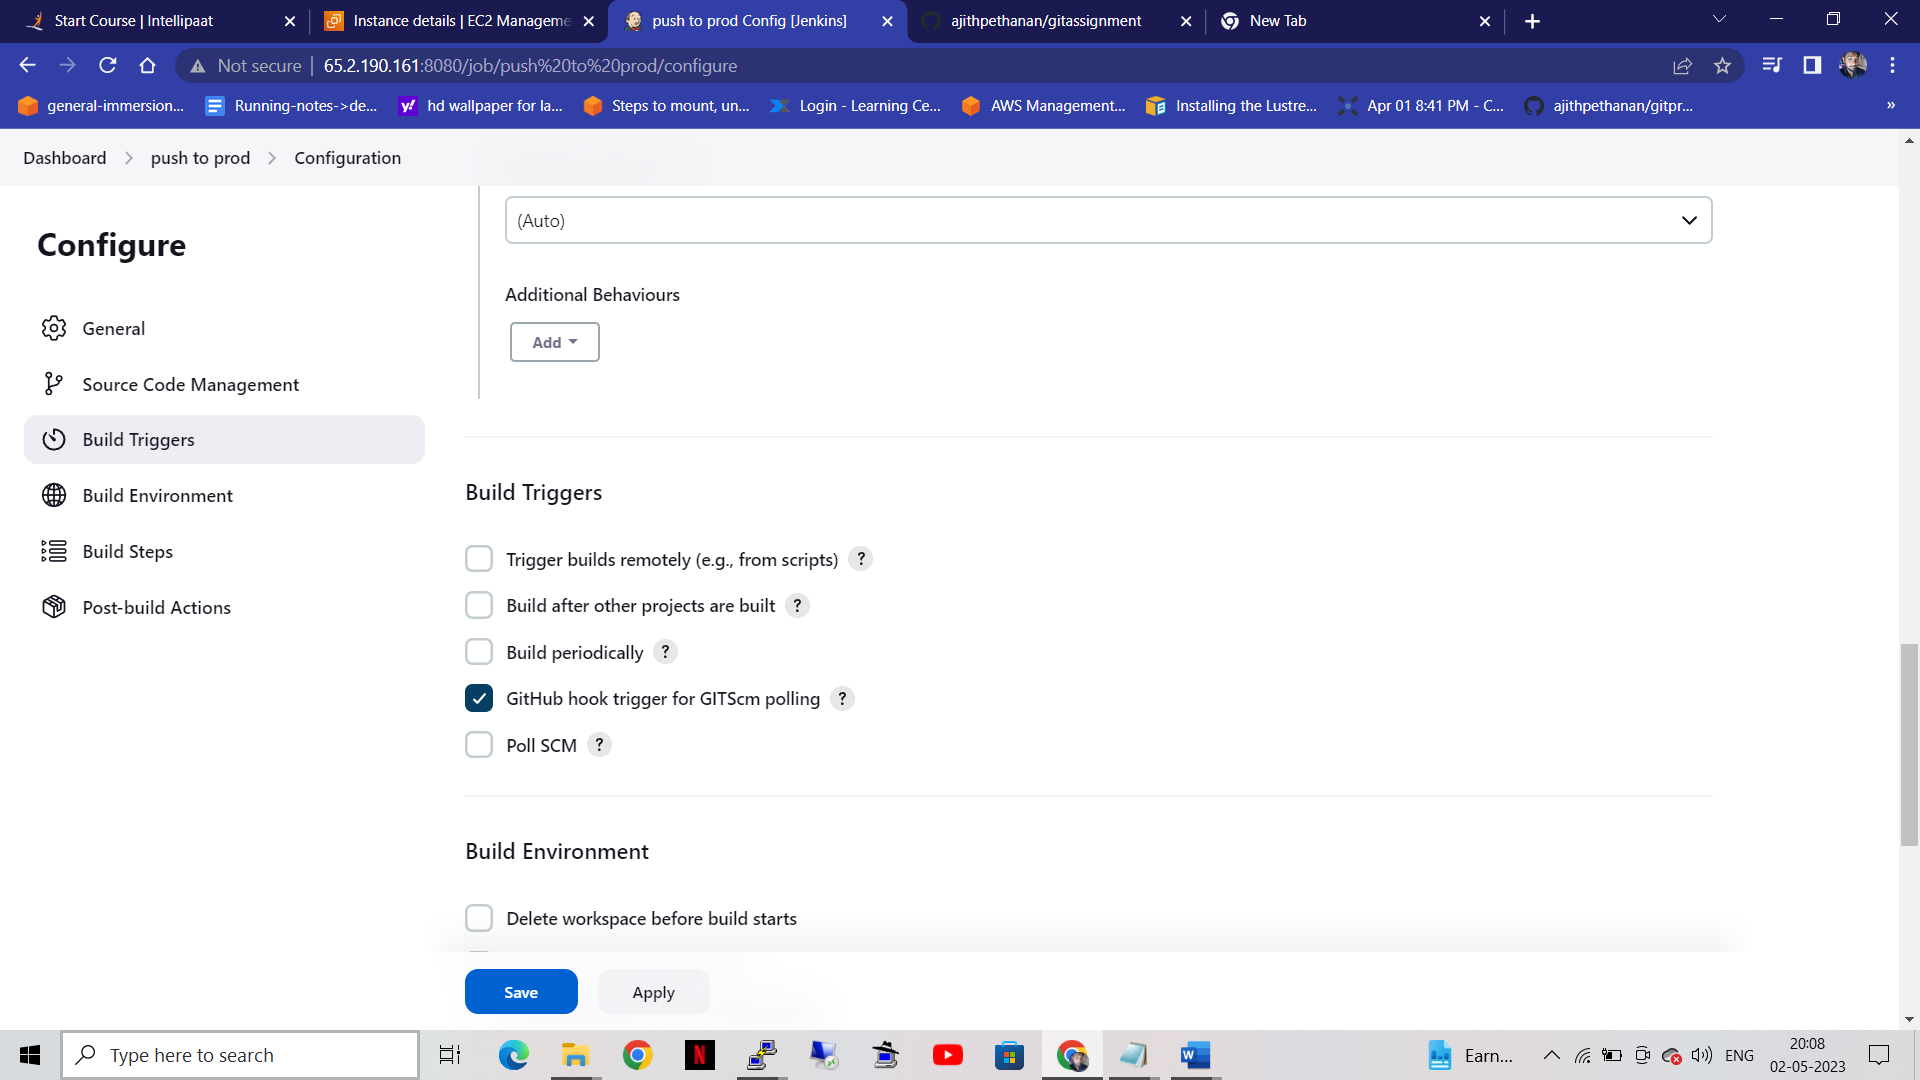 Start Course | Intellipaat
Instance details | EC2 Manageme
push to prod Config [Jenkins]
ajithpethanan/gitassignment
New Tab
Not secure
65.2.190.161:8080/job/push%20to%20prod/configure
general-immersion...
Running-notes->de...
hd wallpaper for la...
Steps to mount, un...
Login - Learning Ce...
AWS Management...
Installing the Lustre...
Apr 01 8:41 PM - C...
ajithpethanan/gitpr...
»
Dashboard
push to prod
Configuration
Configure
General
Source Code Management
Build Triggers
Build Environment
Build Steps
Post-build Actions
(Auto)
Additional Behaviours
Add
Build Triggers
Trigger builds remotely (e.g., from scripts) ?
Build after other projects are built ?
Build periodically ?
GitHub hook trigger for GITScm polling ?
Poll SCM ?
Build Environment
Delete workspace before build starts
Save
Apply
Type here to search
Earn...
ENG
20:08
02-05-2023